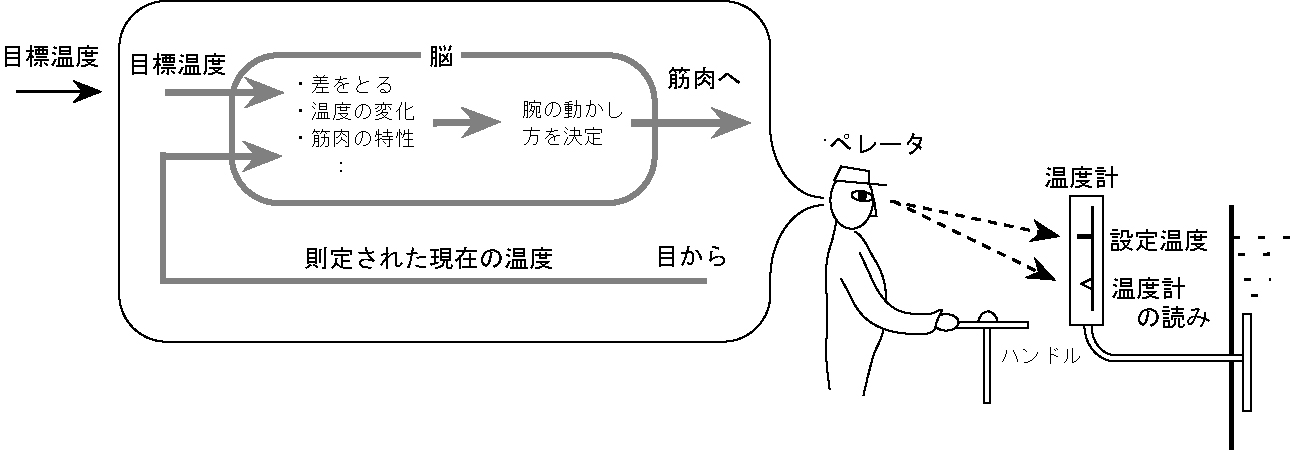 目標温度
目標温度
脳
・差をとる
・温度の変化
・筋肉の特性
:
腕の動かし
方を決定
筋肉へ
則定された現在の温度
目から
ペレータ
温度計
設定温度
温度計
の読み
ハンドル